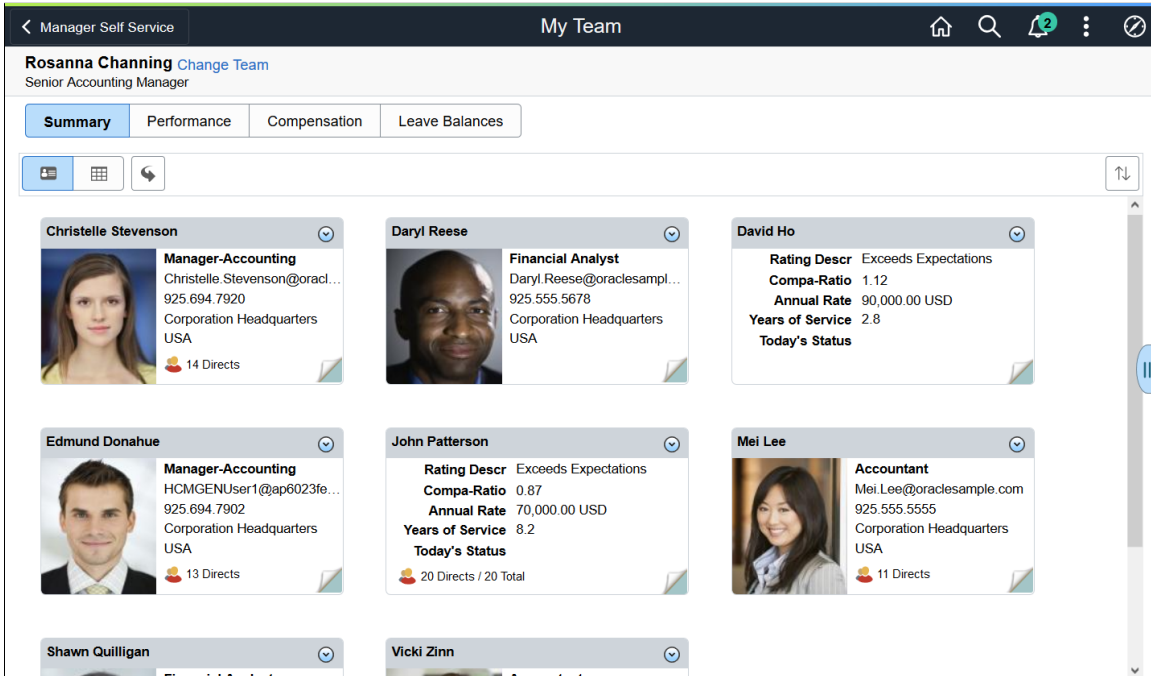 Manager Self Service
My Team
2
Rosanna Channing Change Team
Senior Accounting Manager
Summary
Performance
Compensation
Leave Balances
Christelle Stevenson
Manager-Accounting
Christelle.Stevenson@oracl...
925.694.7920
Corporation Headquarters
USA
14 Directs
Daryl Reese
Financial Analyst
Daryl.Reese@oraclesampl...
925.555.5678
Corporation Headquarters
USA
David Ho
Rating Descr Exceeds Expectations
Compa-Ratio 1.12
Annual Rate 90,000.00 USD
Years of Service 2.8
Today's Status
Edmund Donahue
Manager-Accounting
HCMGENUser1@ap6023fe...
925.694.7902
Corporation Headquarters
USA
13 Directs
John Patterson
Rating Descr Exceeds Expectations
Compa-Ratio 0.87
Annual Rate 70,000.00 USD
Years of Service 8.2
Today's Status
20 Directs / 20 Total
Mei Lee
Accountant
Mei.Lee@oraclesample.com
925.555.5555
Corporation Headquarters
USA
11 Directs
Shawn Quilligan
Vicki Zinn